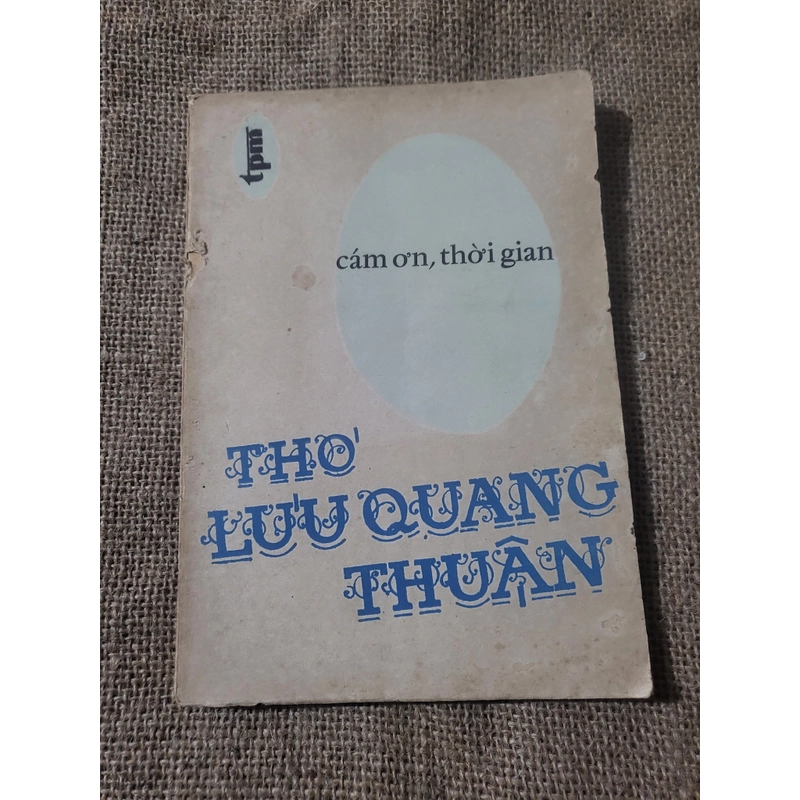 tpm
cám ơn, thời gian
THƠ
LƯU QUANG
THUẬN